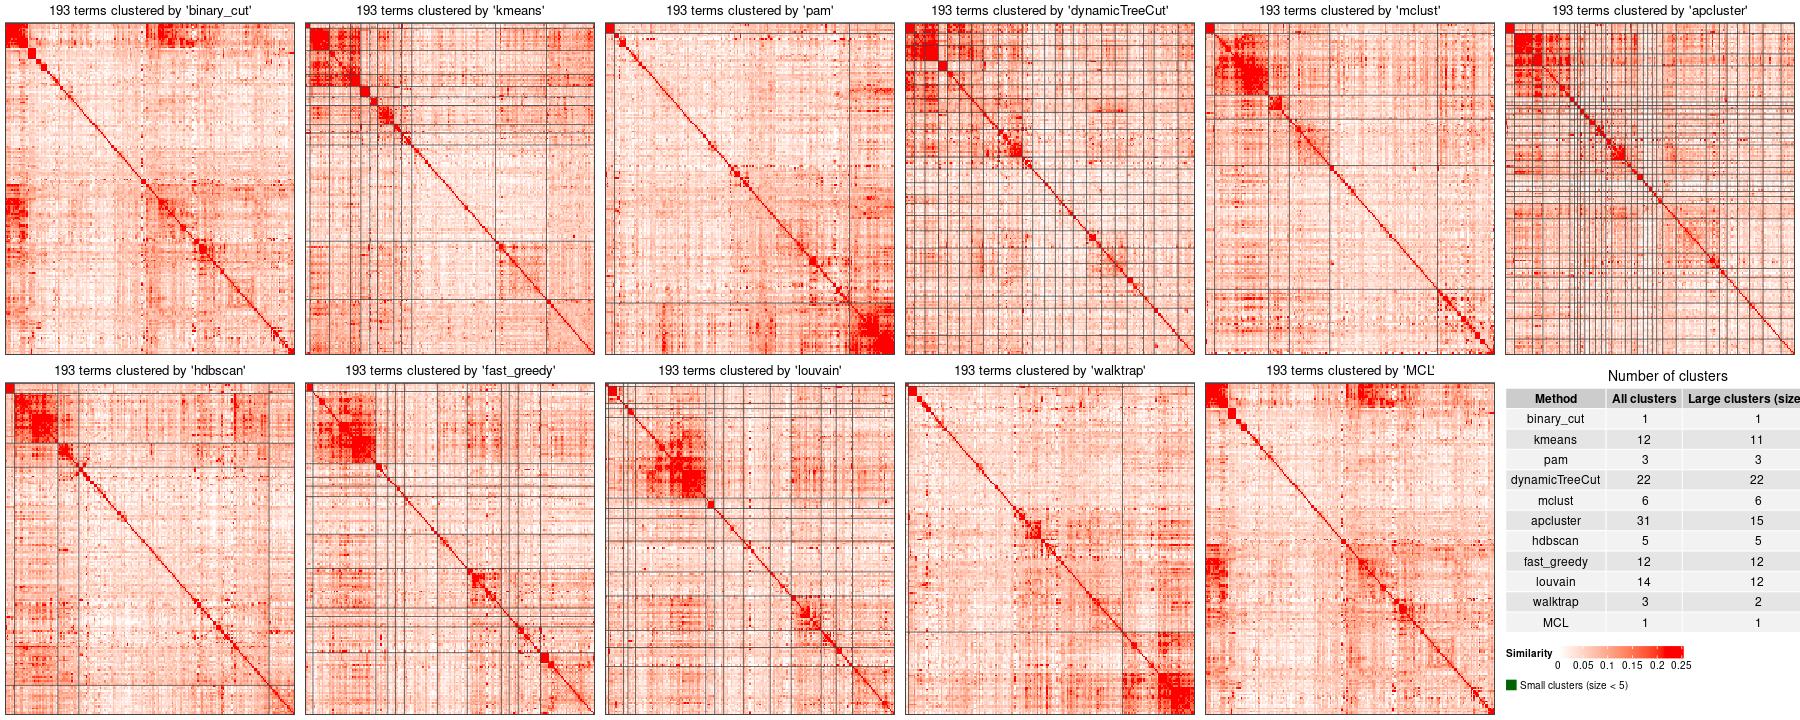 193 terms clustered by 'binary_cut'
193 terms clustered by 'kmeans'
193 terms clustered by 'pam'
193 terms clustered by 'dynamicTreeCut'
193 terms clustered by 'mclust'
193 terms clustered by 'apcluster'
193 terms clustered by 'hdbscan'
193 terms clustered by 'fast_greedy'
193 terms clustered by 'louvain'
193 terms clustered by 'walktrap'
193 terms clustered by 'MCL'
Number of clusters
Method All clusters Large clusters (size
binary_cut 1 1
kmeans 12 11
pam 3 3
dynamicTreeCut 22 22
mclust 6 6
apcluster 31 15
hdbscan 5 5
fast_greedy 12 12
louvain 14 12
walktrap 3 2
MCL 1 1
Similarity
0 0.05 0.1 0.15 0.2 0.25
Small clusters (size < 5)